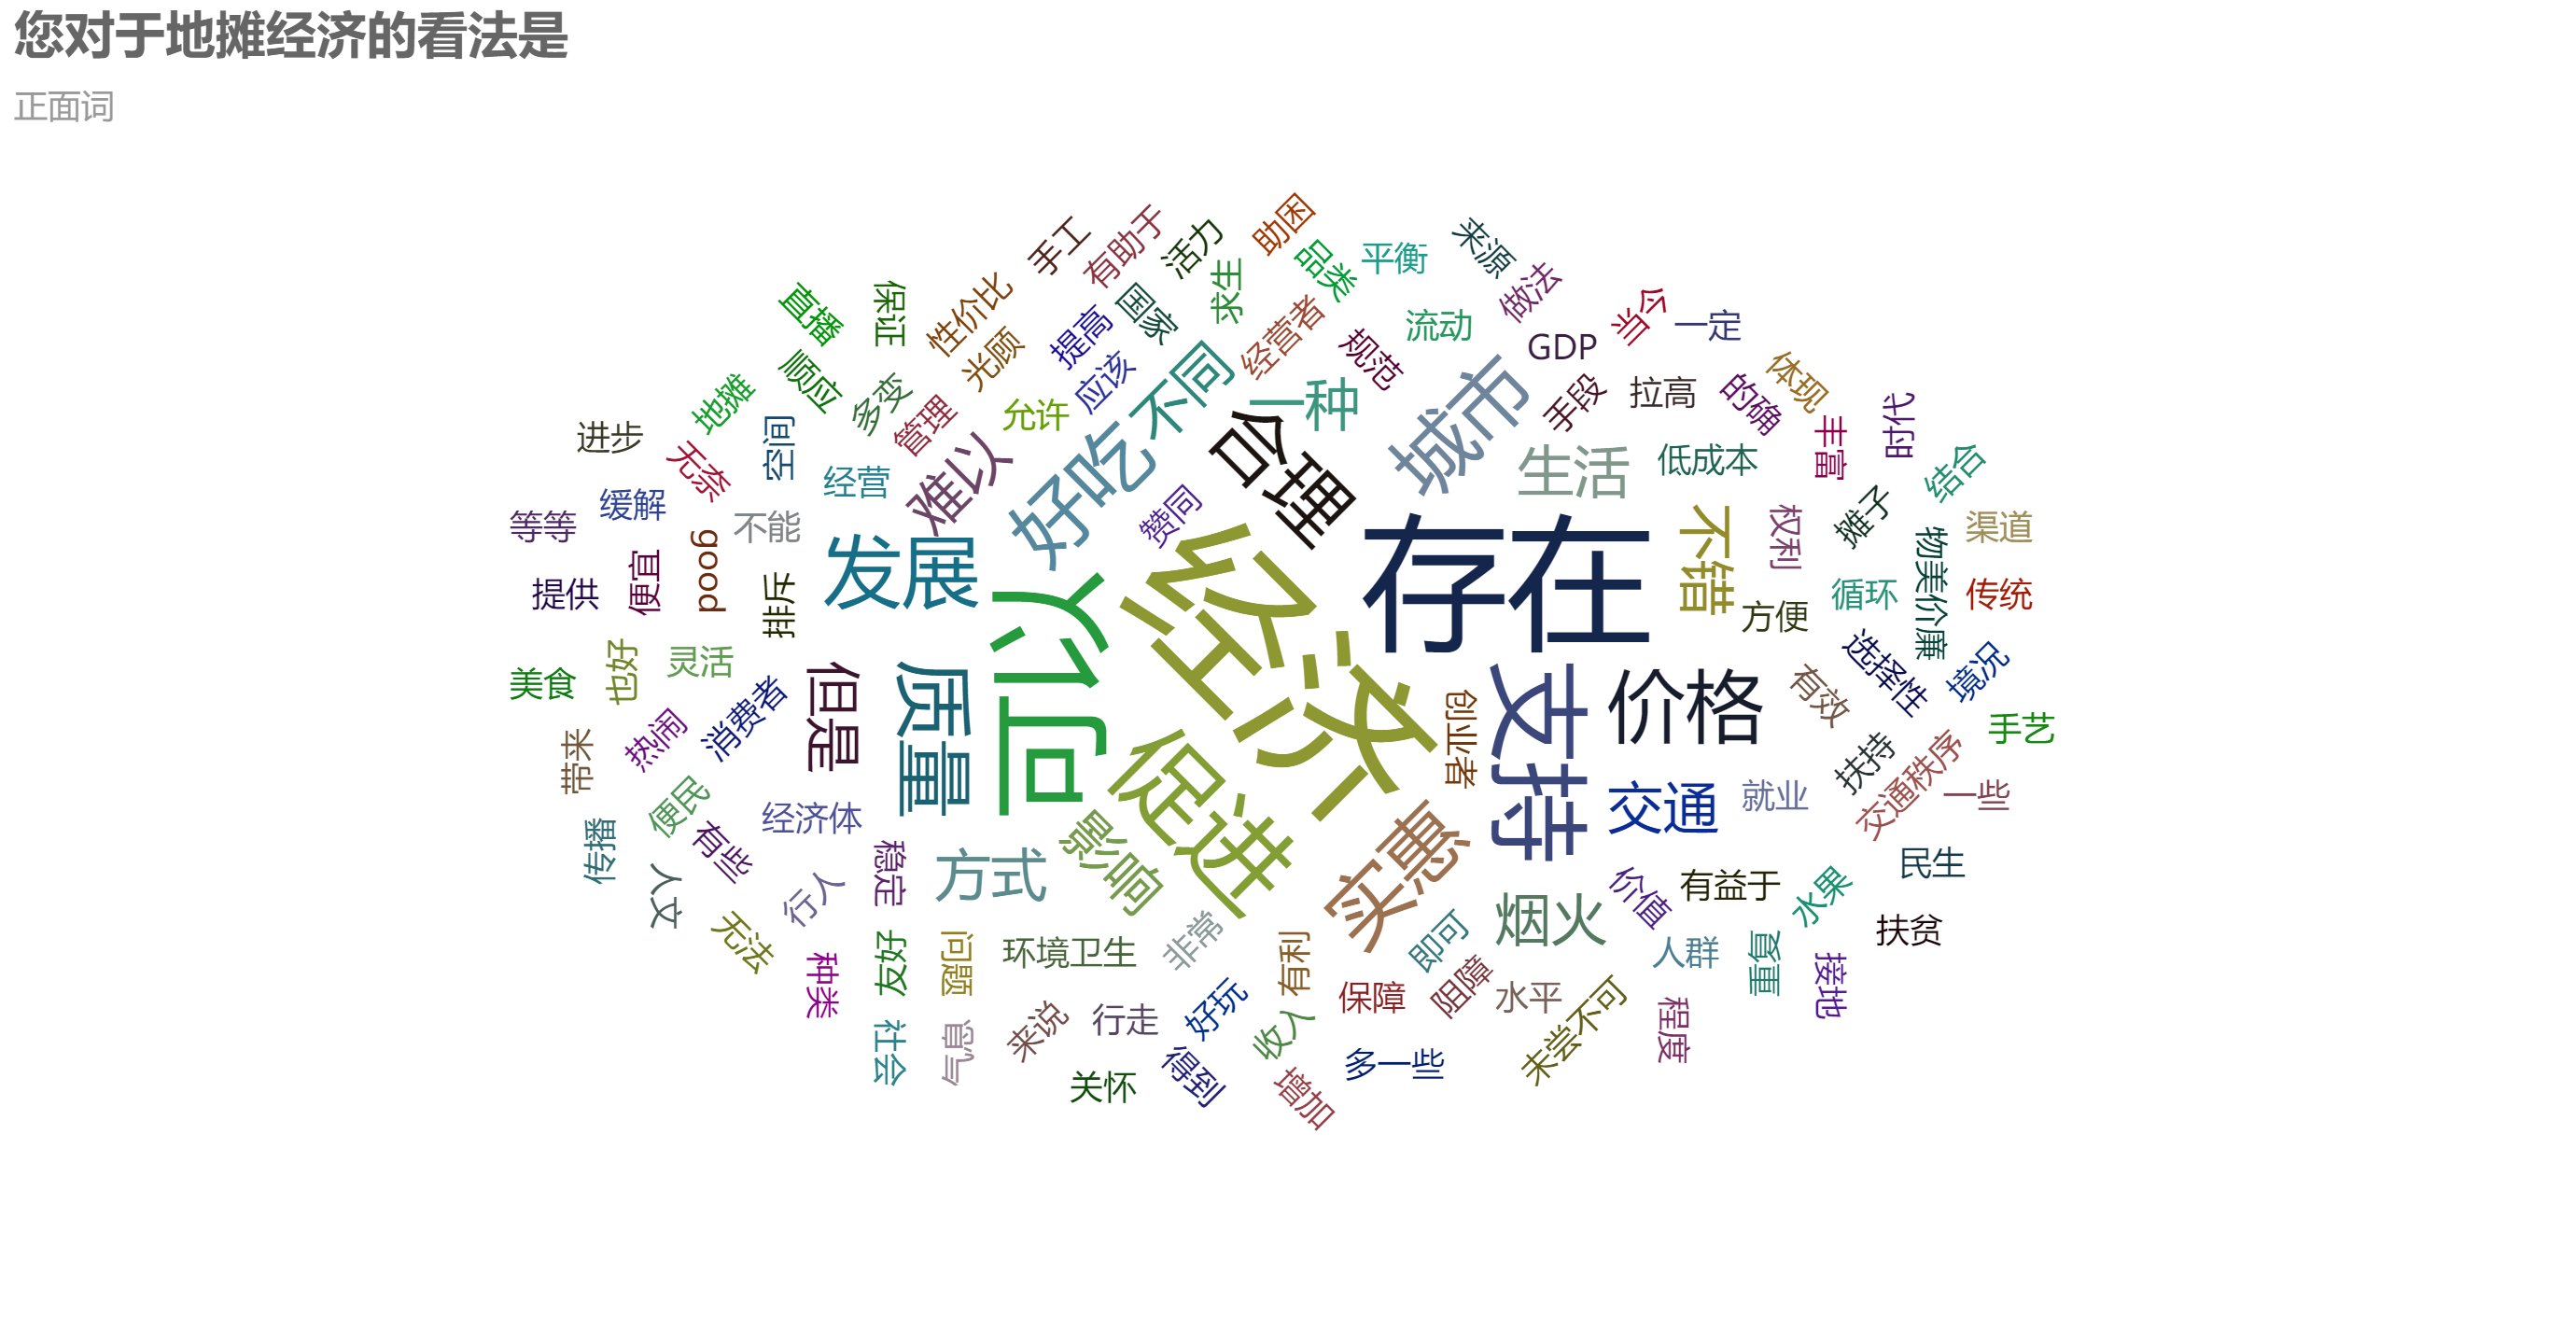 您对于地摊经济的看法是
正面词
助困
手工
有助于
活力
品类
平衡
来源
做法
求生
直播
保证
性价比
国家
提高
光顾
经营者
规范
流动
GDP
当今
一定
顺应
多变
地摊
管理
允许
应该
不同
一种
城市
手段
拉高
的确
体现
时代
进步
无奈
空间
经营
难以
好吃
合理
生活
低成本
丰富
结合
等等
缓解
good
不能
赞同
存在
不错
权利
摊子
物美价廉
渠道
提供
便宜
排斥
发展
可以
经济
方便
循环
传统
美食
也好
灵活
消费者
但是
质量
促进
创业者
支持
价格
有效
选择性
境况
手艺
带来
热闹
便民
经济体
影响
实惠
交通
就业
扶持
交通秩序
一些
传播
人文
有些
行人
稳定
方式
烟火
价值
有益于
水果
民生
扶贫
无法
种类
友好
问题
环境卫生
非常
有利
即可
人群
重复
接地
保障
阻障
水平
未尝不可
程度
社会
气息
来说
行走
好玩
收入
多一些
关怀
得到
增加